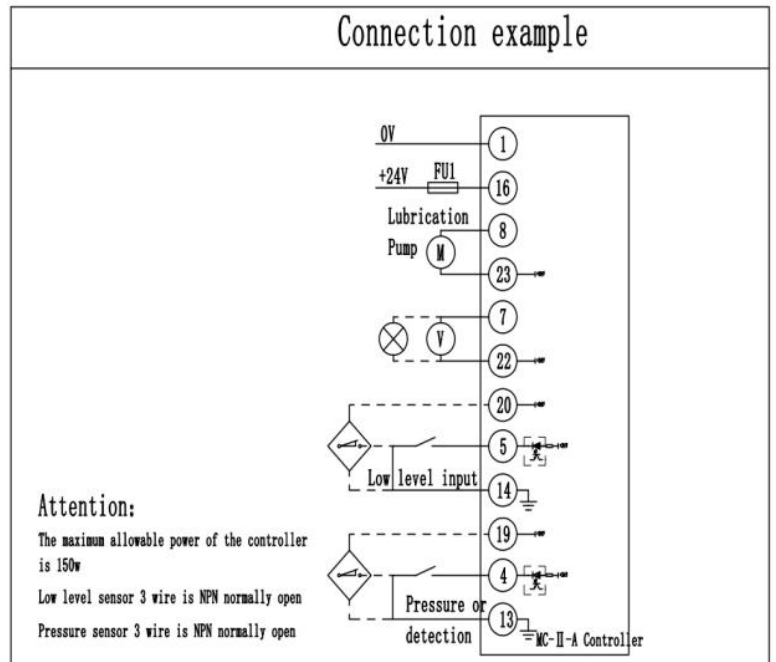 Connection example
0V
1
+24V
FU1
16
Lubrication
Pump
M
8
23
7
V
22
20
5
Low level input
14
19
4
Pressure or
detection
13
MC-II-A Controller
Attention:
The maximum allowable power of the controller
is 150w
Low level sensor 3 wire is NPN normally open
Pressure sensor 3 wire is NPN normally open